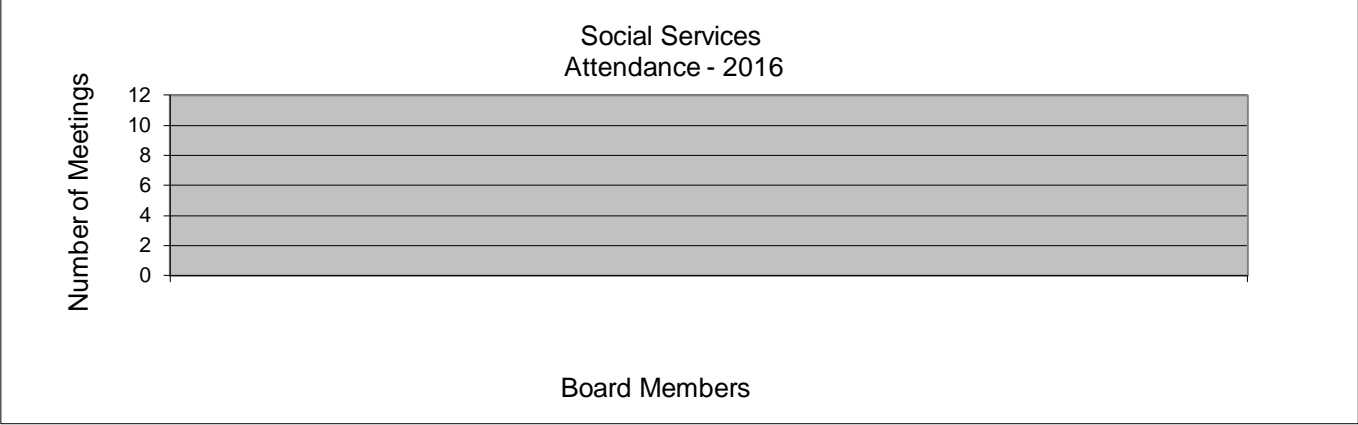 Social Services
Attendance - 2016
Number of Meetings
12
10
8
6
4
2
0
Board Members